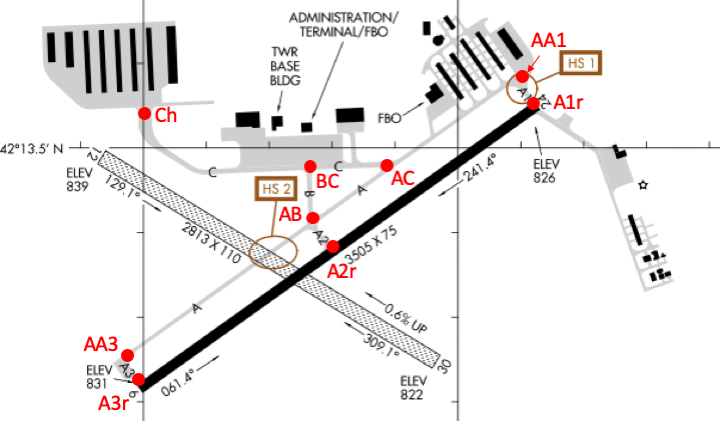 ADMINISTRATION/
TERMINAL/FBO
TWR
BASE
BLDG
AA1
HS 1
A1
24
A1r
FBO
Ch
42°13.5' N
ELEV
839
12
129.1°
C
C
BC
AC
ELEV
826
241.4°
HS 2
B
A
AB
A2
A2r
2813 X 110
3505 X 75
A
0.6% UP
309.1°
30
AA3
A3
ELEV
831
6
061.4°
A3r
ELEV
822